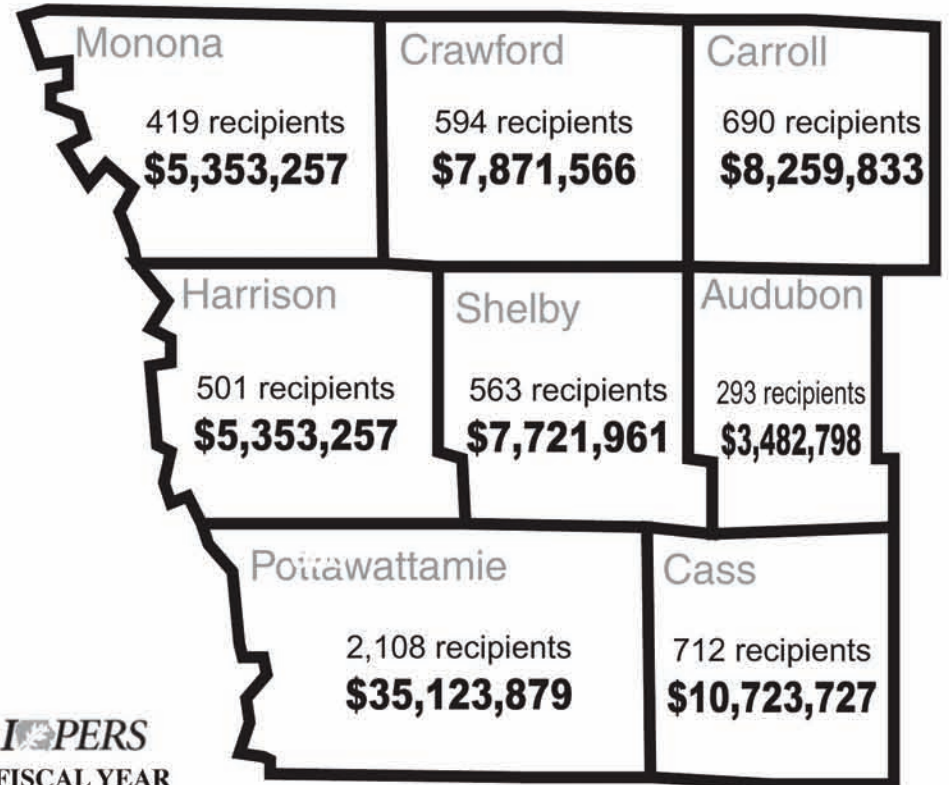 Monona
419 recipients
$5,353,257
Crawford
594 recipients
$7,871,566
Carroll
690 recipients
$8,259,833
Harrison
501 recipients
$5,353,257
Shelby
563 recipients
$7,721,961
Audubon
293 recipients
$3,482,798
Pottawattamie
2,108 recipients
$35,123,879
Cass
712 recipients
$10,723,727
I PERS
FISCAL YEAR